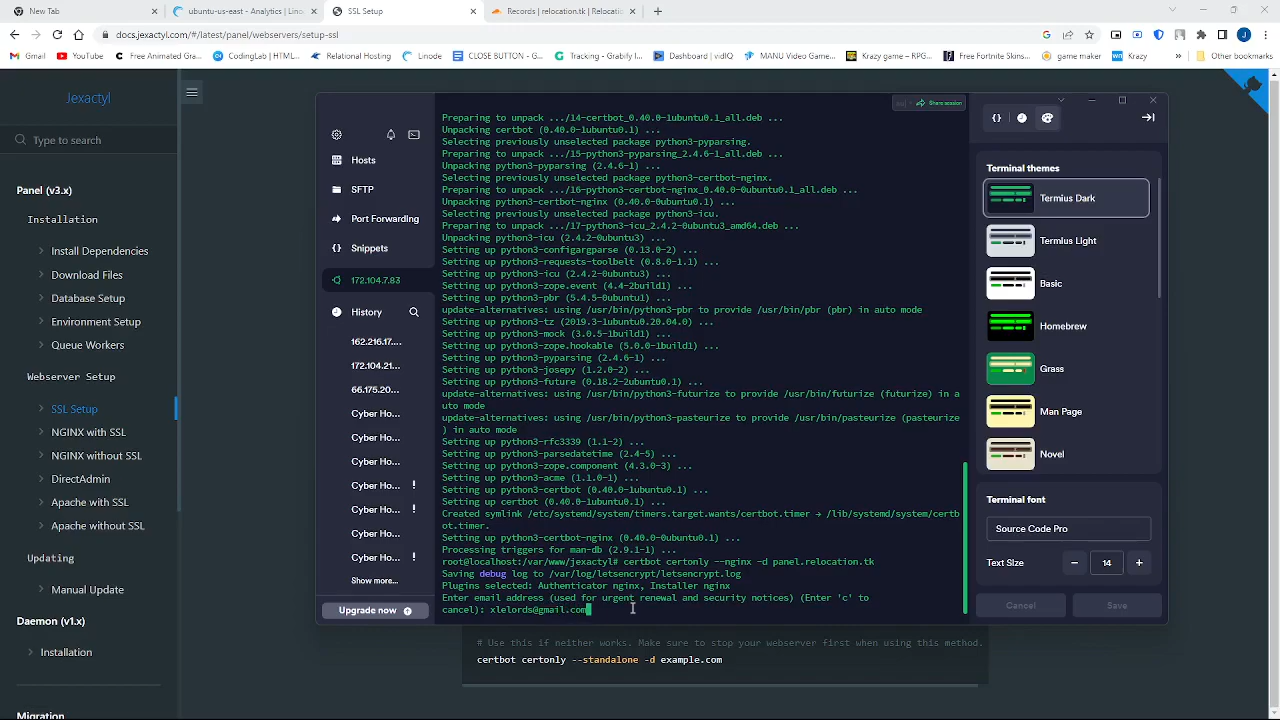 New Tab
ubuntu-us-east - Analytics | Lino
SSL Setup
Records | relocation.tk | Relocati
docs.jexactyl.com/#/latest/panel/webservers/setup-ssl
YouTube
CodingLab | Instant...
Cloudflare
Linode
CLOSE BUTTON - G...
Grabify
Dashboard - vidIQ
MANU Relocation
Krazy - RPG
Fine Print Symbols...
Minecraft
Other bookmarks
Jexactyl
Type to search
Panel (v3.x)
Installation
Install Dependencies
Download Files
Database Setup
Environment Setup
Queue Workers
Webserver Setup
SSL Setup
NGINX with SSL
NGINX without SSL
DirectAdmin
Apache with SSL
Apache without SSL
Updating
Manual Update
Daemon (v1.x)
Installation
Migration
Hosts
SFTP
Port Forwarding
Snippets
172.104.7.83
History
162.210.7...
172.104.21...
66.175.20...
Cyber Ho...
Cyber Ho...
Cyber Ho...
Cyber Ho... !
Cyber Ho... !
Cyber Ho...
Cyber Ho... !
Show more...
Upgrade now
Share session
Preparing to unpack .../14-certbot_0.40.0-1ubuntu0.1_all.deb ...
Unpacking certbot (0.40.0-1ubuntu0.1) ...
Selecting previously unselected package python3-pyparsing.
Preparing to unpack .../15-python3-pyparsing_2.4.6-1_all.deb ...
Unpacking python3-pyparsing (2.4.6-1) ...
Selecting previously unselected package python3-certbot-nginx.
Preparing to unpack .../16-python3-certbot-nginx_0.40.0-0ubuntu0.1_all.deb ...
Unpacking python3-certbot-nginx (0.40.0-0ubuntu0.1) ...
Selecting previously unselected package python3-icu.
Preparing to unpack .../17-python3-icu_2.4.2-0ubuntu3_amd64.deb ...
Unpacking python3-icu (2.4.2-0ubuntu3) ...
Setting up python3-configargparse (0.13.0-2) ...
Setting up python3-requests-toolbelt (0.8.0-1.1) ...
Setting up python3-icu (2.4.2-0ubuntu3) ...
Setting up python3-zope.event (4.4-2build1) ...
Setting up python3-pbr (5.4.5-0ubuntu1) ...
update-alternatives: using /usr/bin/python3-pbr to provide /usr/bin/pbr (pbr) in auto mode
Setting up python3-tz (2019.3-1ubuntu0.20.04.0) ...
Setting up python3-mock (3.0.5-1build1) ...
Setting up python3-zope.hookable (5.0.0-1build1) ...
Setting up python3-pyparsing (2.4.6-1) ...
Setting up python3-josepy (1.2.0-2) ...
Setting up python3-future (0.18.2-2ubuntu0.1) ...
update-alternatives: using /usr/bin/python3-futurize to provide /usr/bin/futurize (futurize) in a
uto mode
update-alternatives: using /usr/bin/python3-pasteurize to provide /usr/bin/pasteurize (pasteurize
) in auto mode
Setting up python3-rfc3339 (1.1-2) ...
Setting up python3-parsedatetime (2.4-5) ...
Setting up python3-zope.component (4.3.0-3) ...
Setting up python3-acme (1.1.0-1) ...
Setting up python3-certbot (0.40.0-1ubuntu0.1) ...
Setting up certbot (0.40.0-1ubuntu0.1) ...
Created symlink /etc/systemd/system/timers.target.wants/certbot.timer → /lib/systemd/system/certb
ot.timer.
Setting up python3-certbot-nginx (0.40.0-0ubuntu0.1) ...
Processing triggers for man-db (2.9.1-1) ...
root@localhost:/var/www/jexactyl# certbot certonly --nginx -d panel.relocation.tk
Saving debug log to /var/log/letsencrypt/letsencrypt.log
Plugins selected: Authenticator nginx, Installer nginx
Enter email address (used for urgent renewal and security notices) (Enter 'c' to
cancel): xlelords@gmail.com
# Use this if neither works. Make sure to stop your webserver first when using this method.
certbot certonly --standalone -d example.com
Terminal themes
Termius Dark
Termius Light
Basic
Homebrew
Grass
Man Page
Novel
Terminal font
Source Code Pro
Text Size
14
Cancel
Save